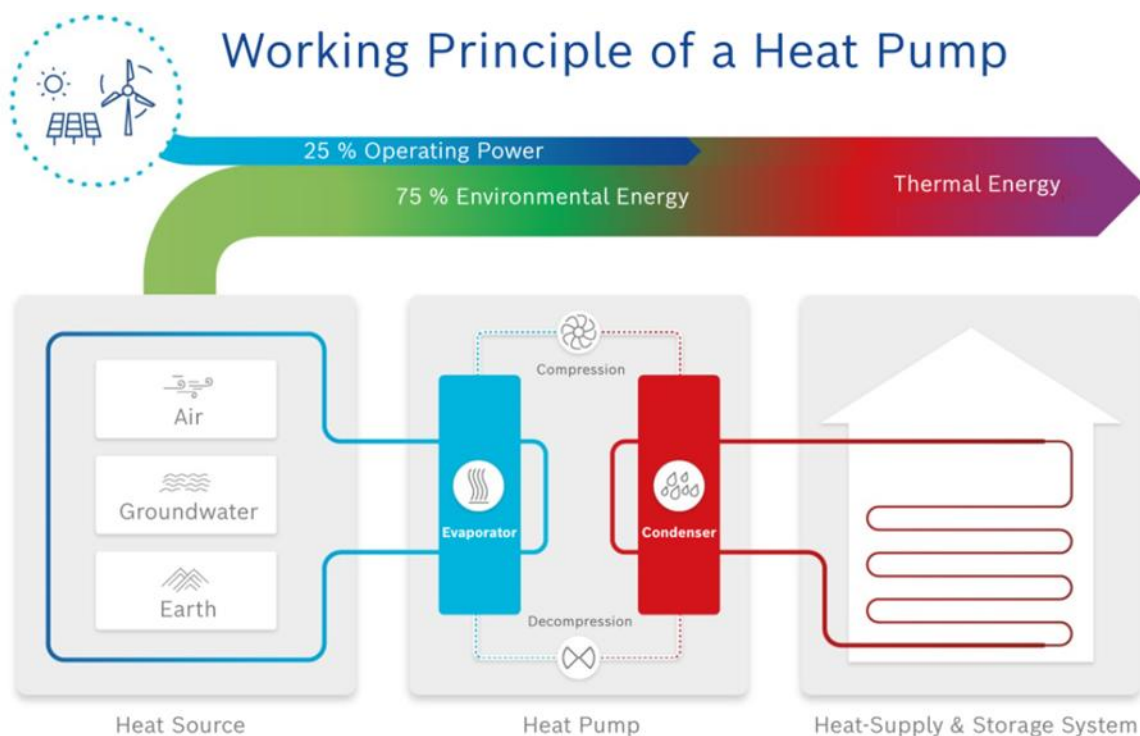 Working Principle of a Heat Pump
25 % Operating Power
75 % Environmental Energy
Thermal Energy
Air
Groundwater
Earth
Compression
Evaporator
Condenser
Decompression
Heat Source
Heat Pump
Heat-Supply & Storage System